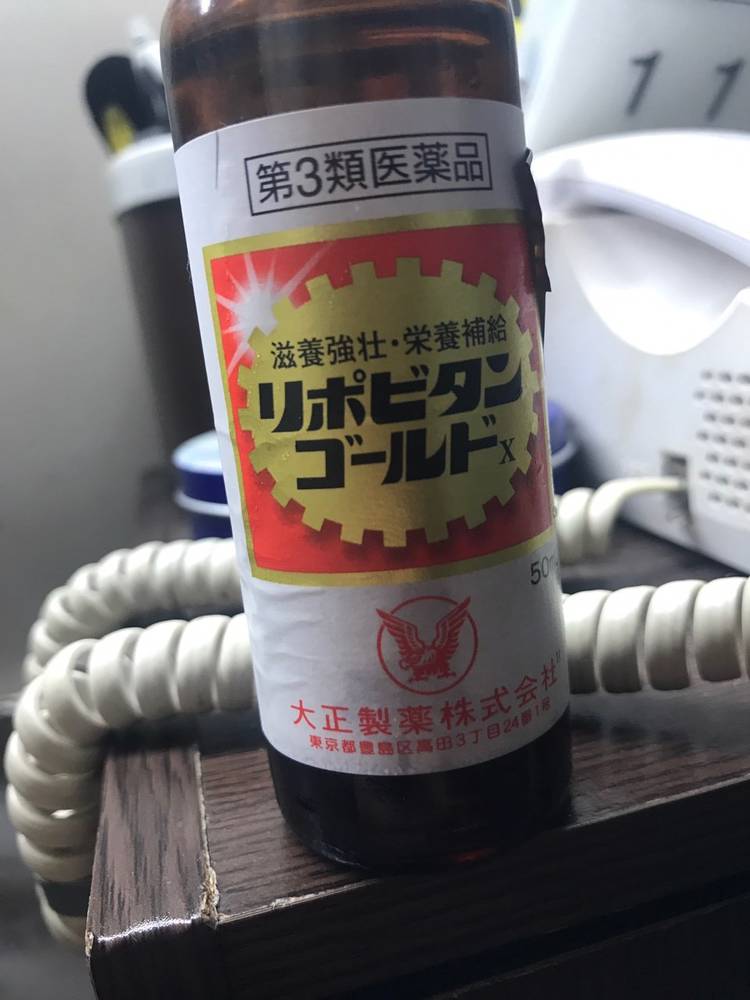 11
第3類医薬品
滋養強壮・栄養補給
リポビタン
ゴールドX
50
大正製薬株式会社
東京都豊島区高田3丁目24番1号